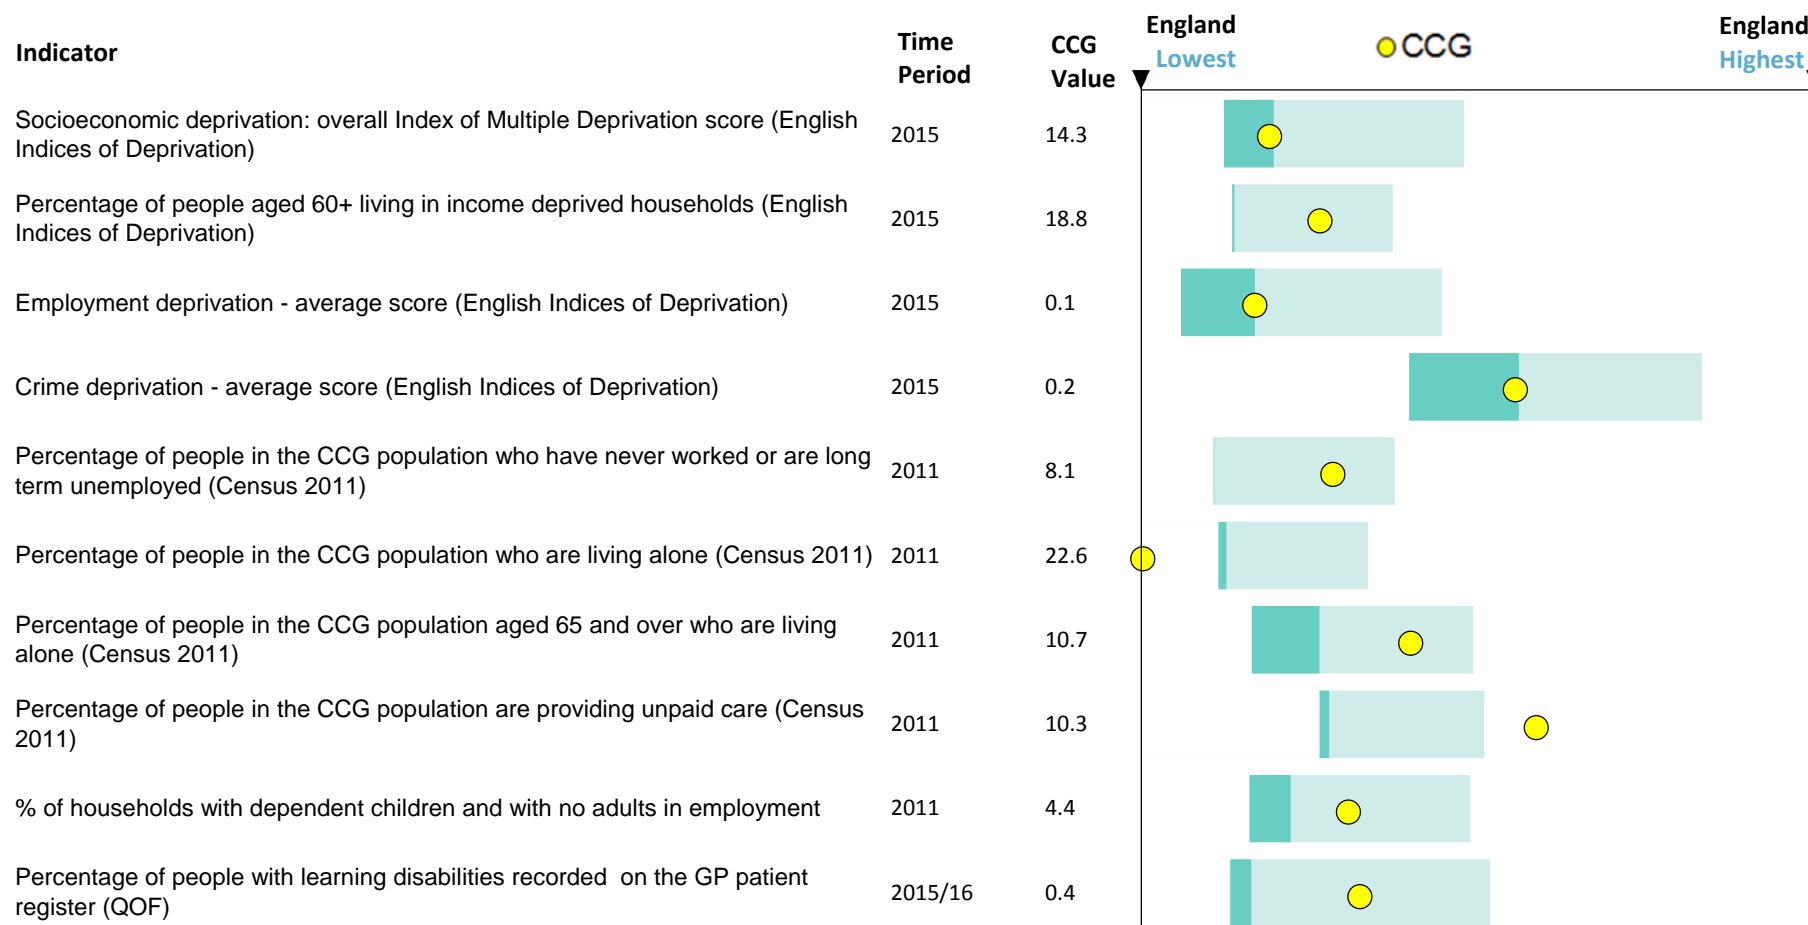 Indicator
Time
Period
CCG
Value
England
Lowest
CCG
England
Highest
Socioeconomic deprivation: overall Index of Multiple Deprivation score (English
Indices of Deprivation)
2015
14.3
Percentage of people aged 60+ living in income deprived households (English
Indices of Deprivation)
2015
18.8
Employment deprivation - average score (English Indices of Deprivation)
2015
0.1
Crime deprivation - average score (English Indices of Deprivation)
2015
0.2
Percentage of people in the CCG population who have never worked or are long
term unemployed (Census 2011)
2011
8.1
Percentage of people in the CCG population who are living alone (Census 2011)
2011
22.6
Percentage of people in the CCG population aged 65 and over who are living
alone (Census 2011)
2011
10.7
Percentage of people in the CCG population are providing unpaid care (Census
2011)
2011
10.3
% of households with dependent children and with no adults in employment
2011
4.4
Percentage of people with learning disabilities recorded  on the GP patient
register (QOF)
2015/16
0.4